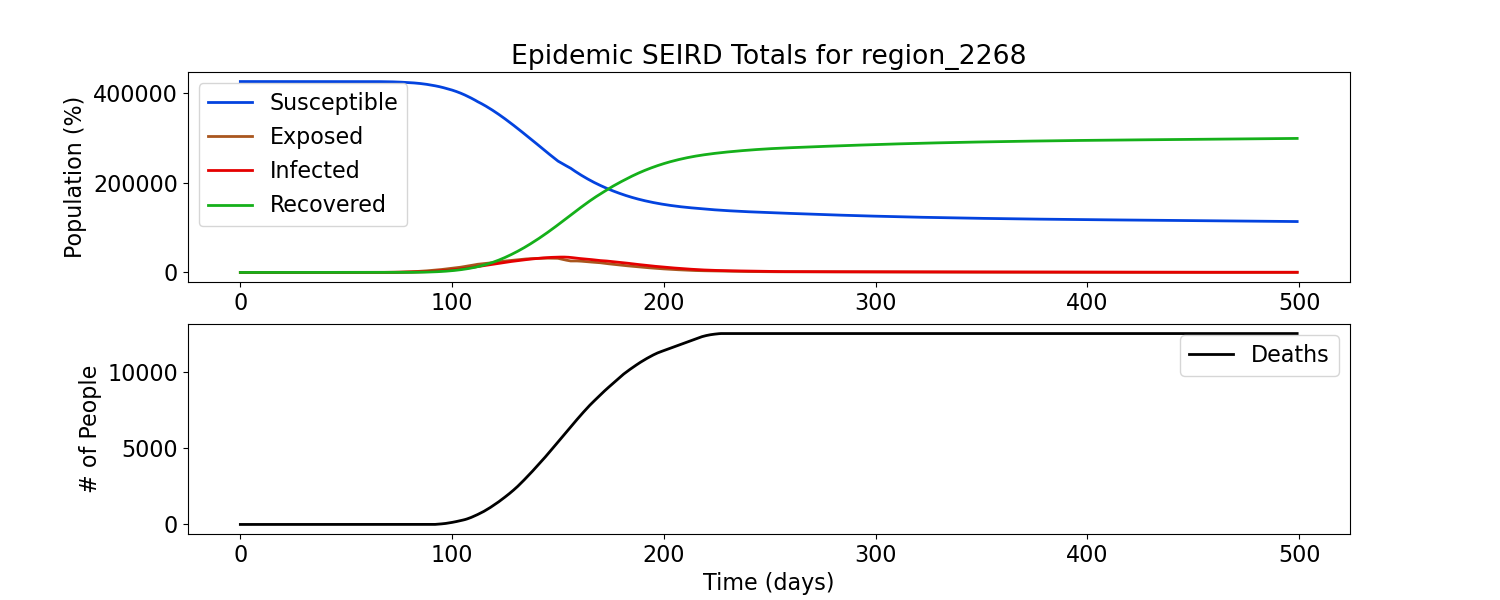 Epidemic SEIRD Totals for region_2268
Population (%)
400000
200000
0
Susceptible
Exposed
Infected
Recovered
0 100 200 300 400 500
# of People
10000
5000
0
Deaths
0 100 200 300 400 500
Time (days)